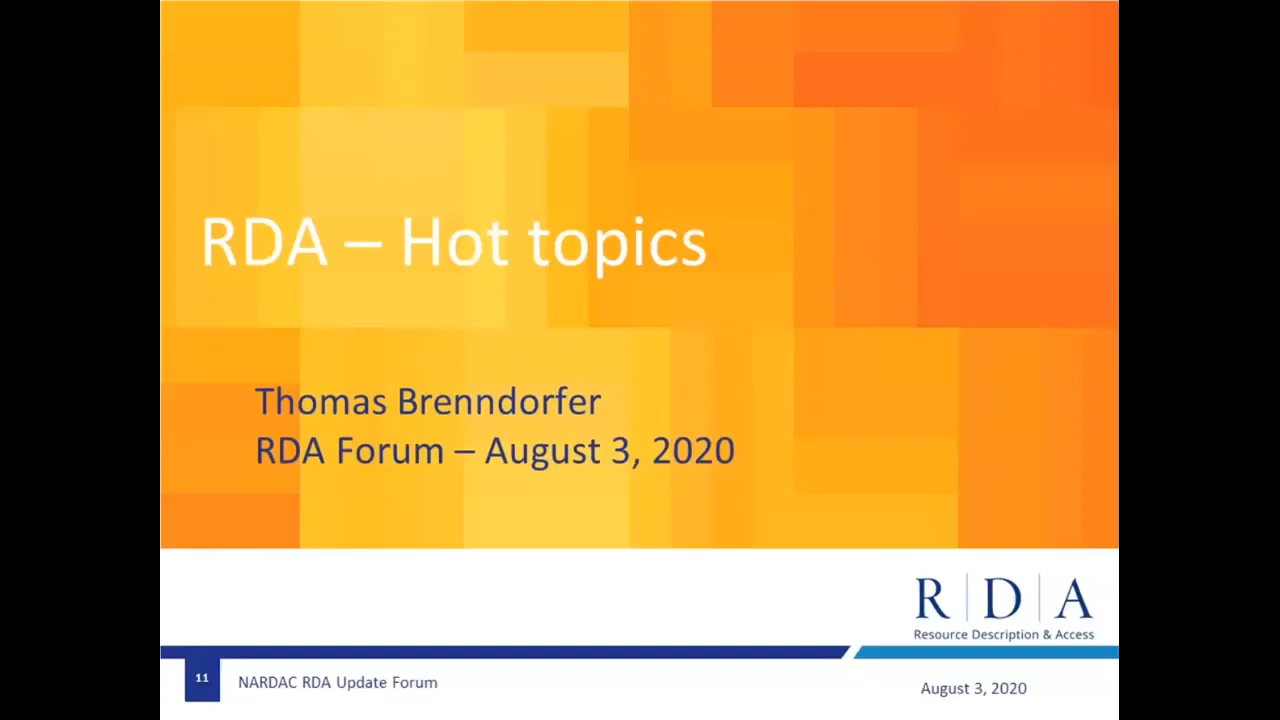 RDA – Hot topics
Thomas Brenndorfer
RDA Forum – August 3, 2020
R D A
Resource Description & Access
11
NARDAC RDA Update Forum
August 3, 2020